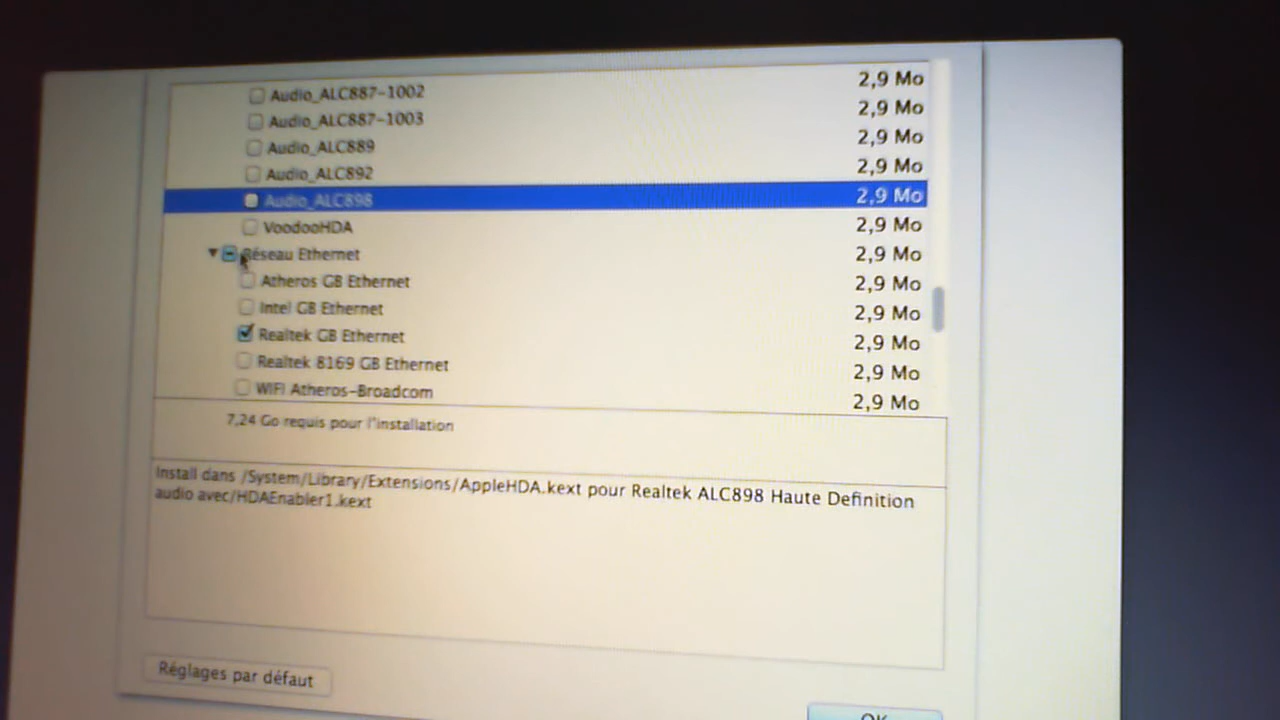 Audio_ALC887-1002 2,9 Mo
Audio_ALC887-1003 2,9 Mo
Audio_ALC889 2,9 Mo
Audio_ALC892 2,9 Mo
Audio_ALC898 2,9 Mo
VoodooHDA 2,9 Mo
Réseau Ethernet 2,9 Mo
Atheros GB Ethernet 2,9 Mo
Intel GB Ethernet 2,9 Mo
Realtek GB Ethernet 2,9 Mo
Realtek 8169 GB Ethernet 2,9 Mo
WIFI Atheros-Broadcom 2,9 Mo
7,24 Go requis pour l'installation
Install dans /System/Library/Extensions/AppleHDA.kext pour Realtek ALC898 Haute Definition
audio avec/HDAEnabler1.kext
Réglages par défaut
OK